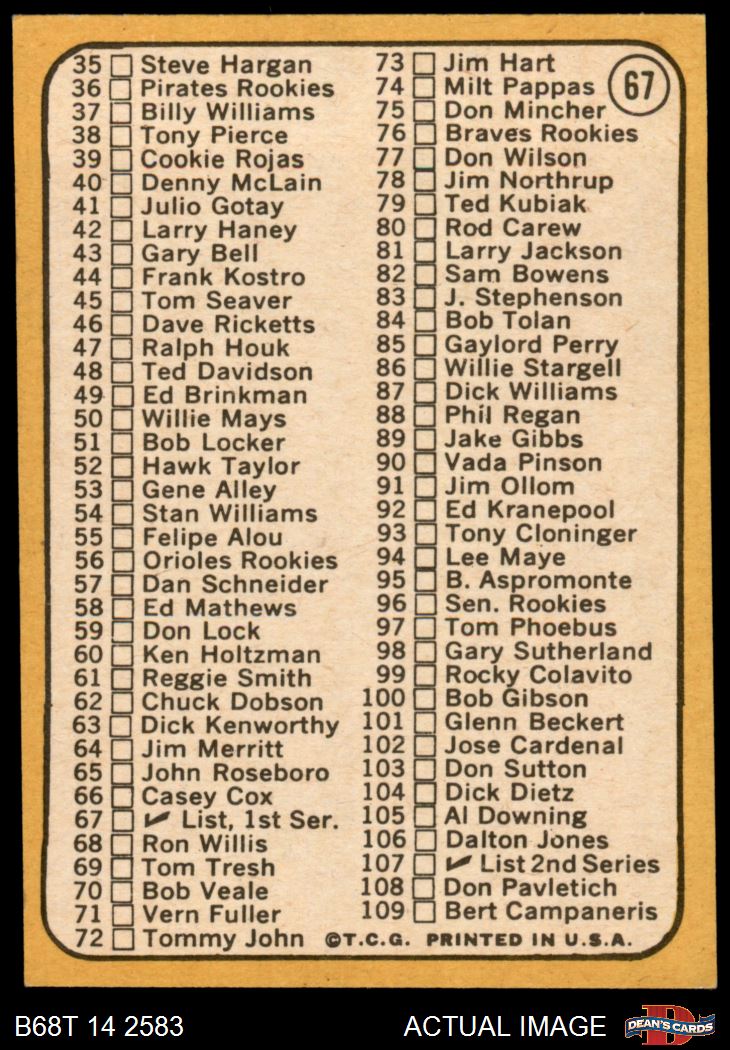 35 Steve Hargan
36 Pirates Rookies
37 Billy Williams
38 Tony Pierce
39 Cookie Rojas
40 Denny McLain
41 Julio Gotay
42 Larry Haney
43 Gary Bell
44 Frank Kostro
45 Tom Seaver
46 Dave Ricketts
47 Ralph Houk
48 Ted Davidson
49 Ed Brinkman
50 Willie Mays
51 Bob Locker
52 Hawk Taylor
53 Gene Alley
54 Stan Williams
55 Felipe Alou
56 Orioles Rookies
57 Dan Schneider
58 Ed Mathews
59 Don Lock
60 Ken Holtzman
61 Reggie Smith
62 Chuck Dobson
63 Dick Kenworthy
64 Jim Merritt
65 John Roseboro
66 Casey Cox
67 ✔ List, 1st Ser.
68 Ron Willis
69 Tom Tresh
70 Bob Veale
71 Vern Fuller
72 Tommy John
73 Jim Hart
74 Milt Pappas
75 Don Mincher
76 Braves Rookies
77 Don Wilson
78 Jim Northrup
79 Ted Kubiak
80 Rod Carew
81 Larry Jackson
82 Sam Bowens
83 J. Stephenson
84 Bob Tolan
85 Gaylord Perry
86 Willie Stargell
87 Dick Williams
88 Phil Regan
89 Jake Gibbs
90 Vada Pinson
91 Jim Ollom
92 Ed Kranepool
93 Tony Cloninger
94 Lee Maye
95 B. Aspromonte
96 Sen. Rookies
97 Tom Phoebus
98 Gary Sutherland
99 Rocky Colavito
100 Bob Gibson
101 Glenn Beckert
102 Jose Cardenal
103 Don Sutton
104 Dick Dietz
105 Al Downing
106 Dalton Jones
107 ✔ List 2nd Series
108 Don Pavletich
109 Bert Campaneris
67
©T.C.G. PRINTED IN U.S.A.
B68T 14 2583
ACTUAL IMAGE
D
DEAN'S CARDS